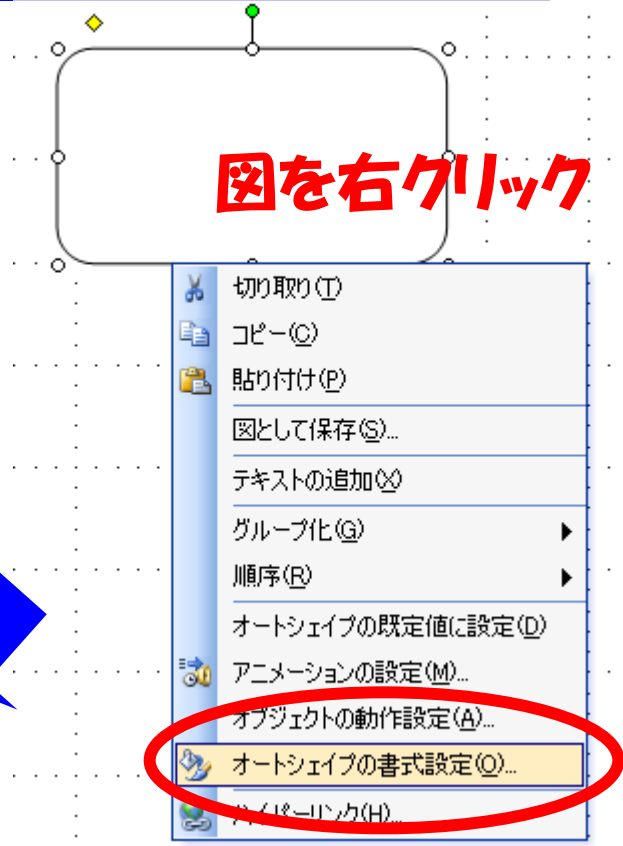 図を右クリック
切り取り(T)
コピー(C)
貼り付け(P)
図として保存(S)...
テキストの追加(X)
グループ化(G)
順序(R)
オートシェイプの既定値に設定(D)
アニメーションの設定(M)...
オブジェクトの動作設定(A)...
オートシェイプの書式設定(O)...
ハイパーリンク(H)...